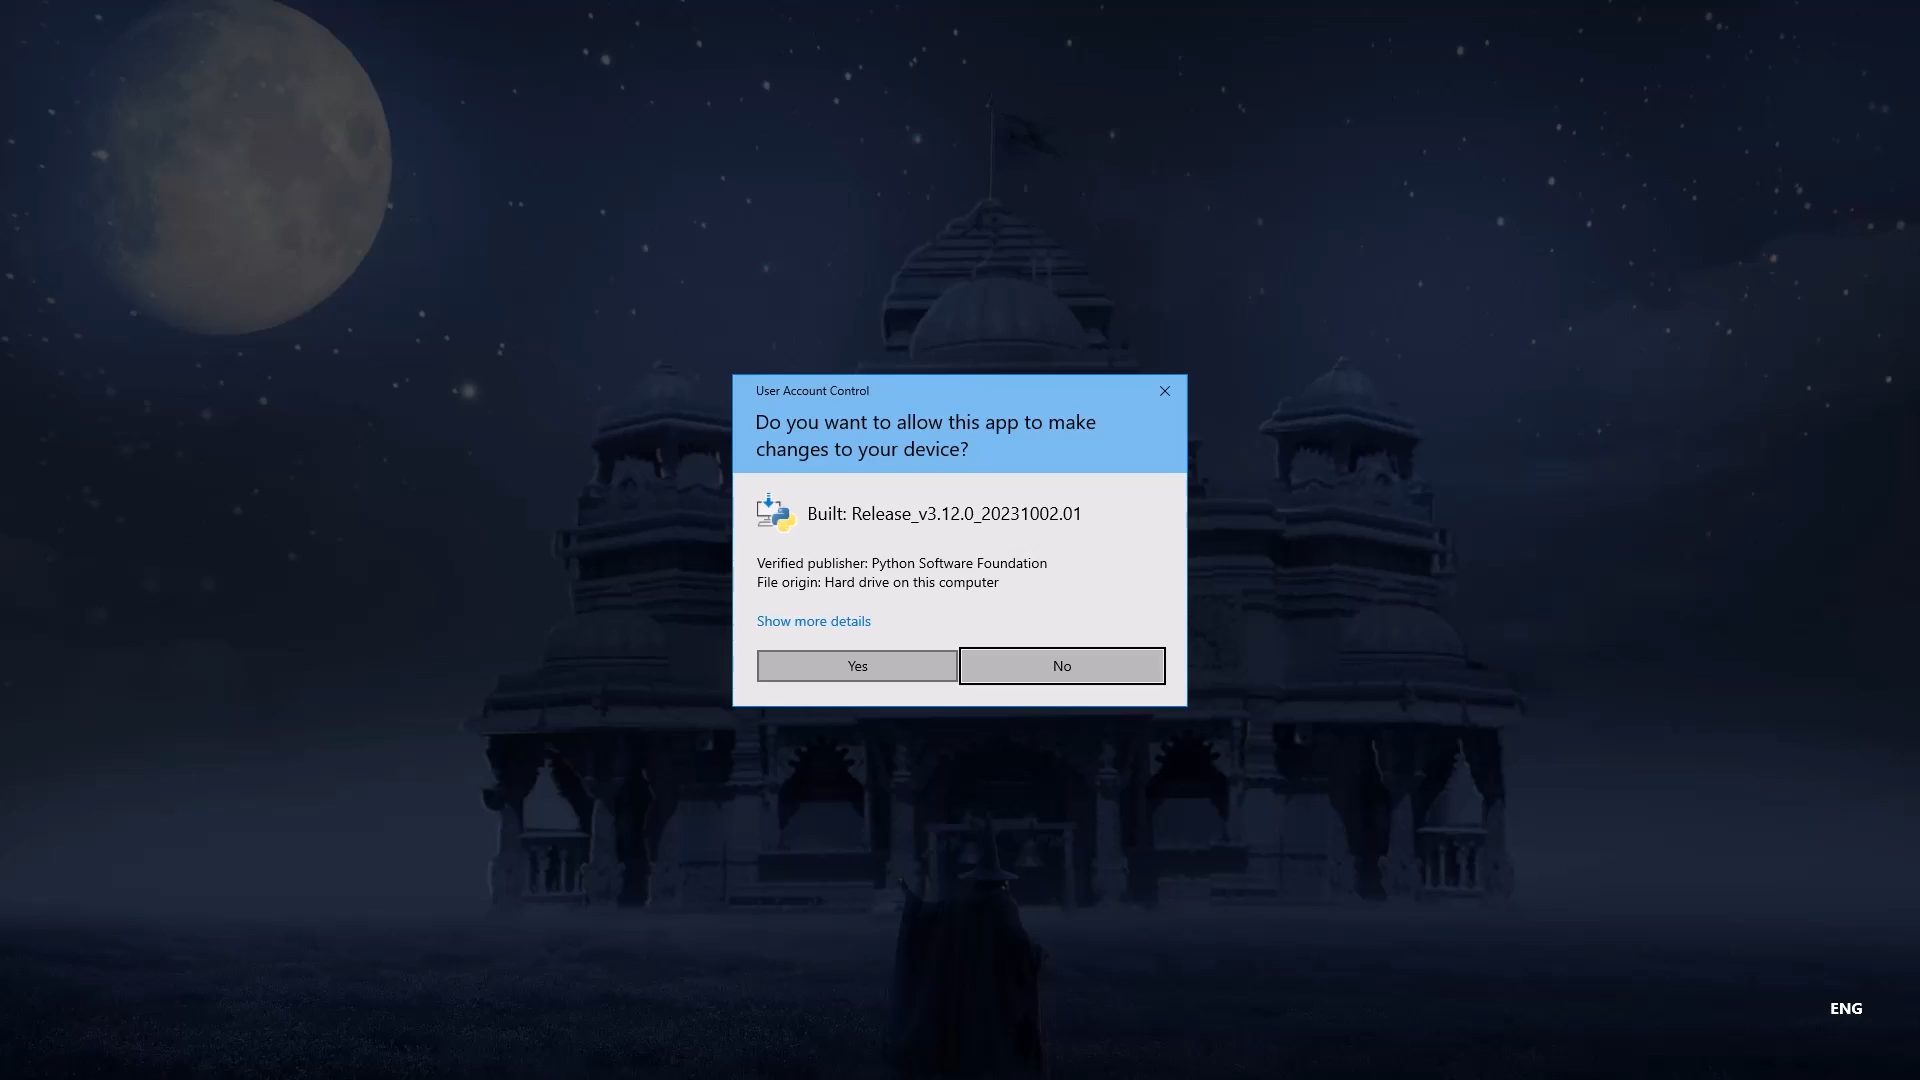 User Account Control
Do you want to allow this app to make
changes to your device?
Built: Release_v3.12.0_20231002.01
Verified publisher: Python Software Foundation
File origin: Hard drive on this computer
Show more details
Yes
No
ENG